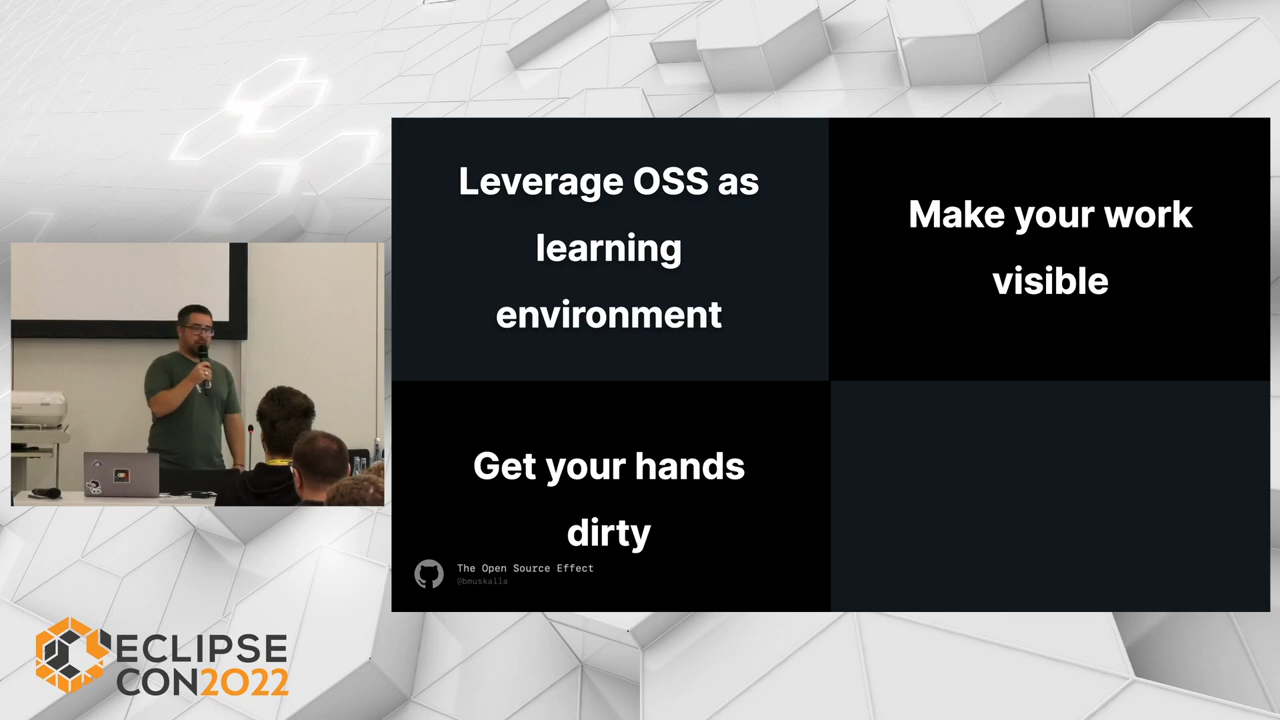 Leverage OSS as
learning
environment
Make your work
visible
Get your hands
dirty
The Open Source Effect
@bmuskalla
ECLIPSE
CON2022